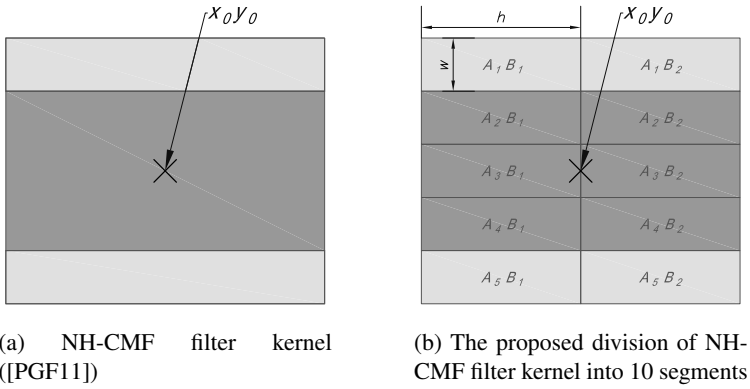 x₀y₀
h
x₀y₀
w
A₁B₁ A₁B₂
A₂B₁ A₂B₂
A₃B₁ A₃B₂
A₄B₁ A₄B₂
A₅B₁ A₅B₂
(a) NH-CMF filter kernel
([PGF11])
(b) The proposed division of NH-
CMF filter kernel into 10 segments